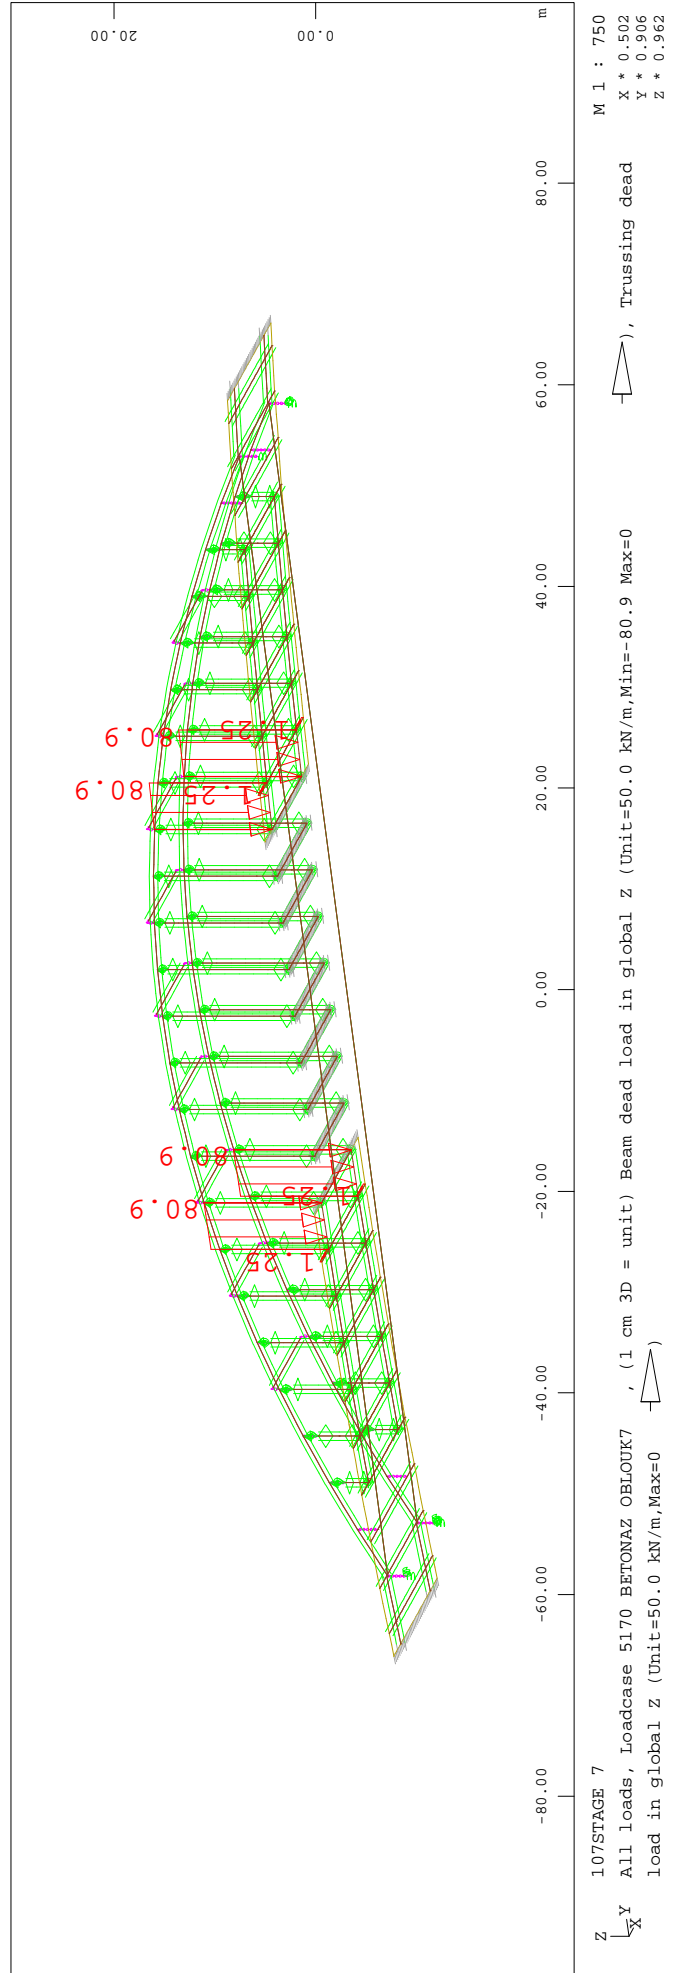 20.00
0.00
m
-80.00
-60.00
-40.00
-20.00
0.00
20.00
40.00
60.00
80.00
80.9
80.9
80.9
80.9
1.25
1.25
1.25
1.25
Z
Y
X
107STAGE 7
M 1 : 750
All loads, Loadcase 5170 BETONAZ OBLOUK7 , (1 cm 3D = unit) Beam dead load in global Z (Unit=50.0 kN/m,Min=-80.9 Max=0 ), Trussing dead
load in global Z (Unit=50.0 kN/m,Max=0 )
X * 0.502
Y * 0.906
Z * 0.962